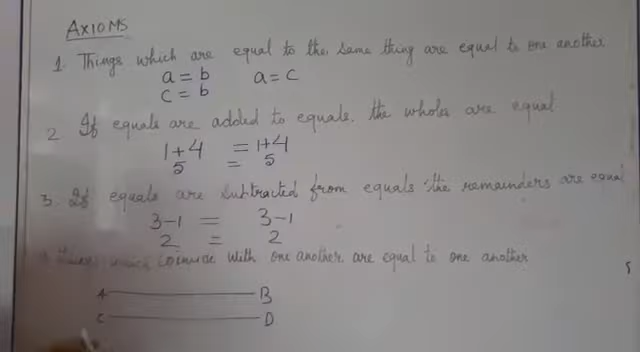 AXIOMS
1. Things which are equal to the same thing are equal to one another.
a = b a = c
c = b
2. If equals are added to equals. the wholes are equal
1+4 = 1+4
5 = 5
3. If equals are subtracted from equals the remainders are equal
3-1 = 3-1
2 = 2
which coincide with one another are equal to one another
A B
C D
5